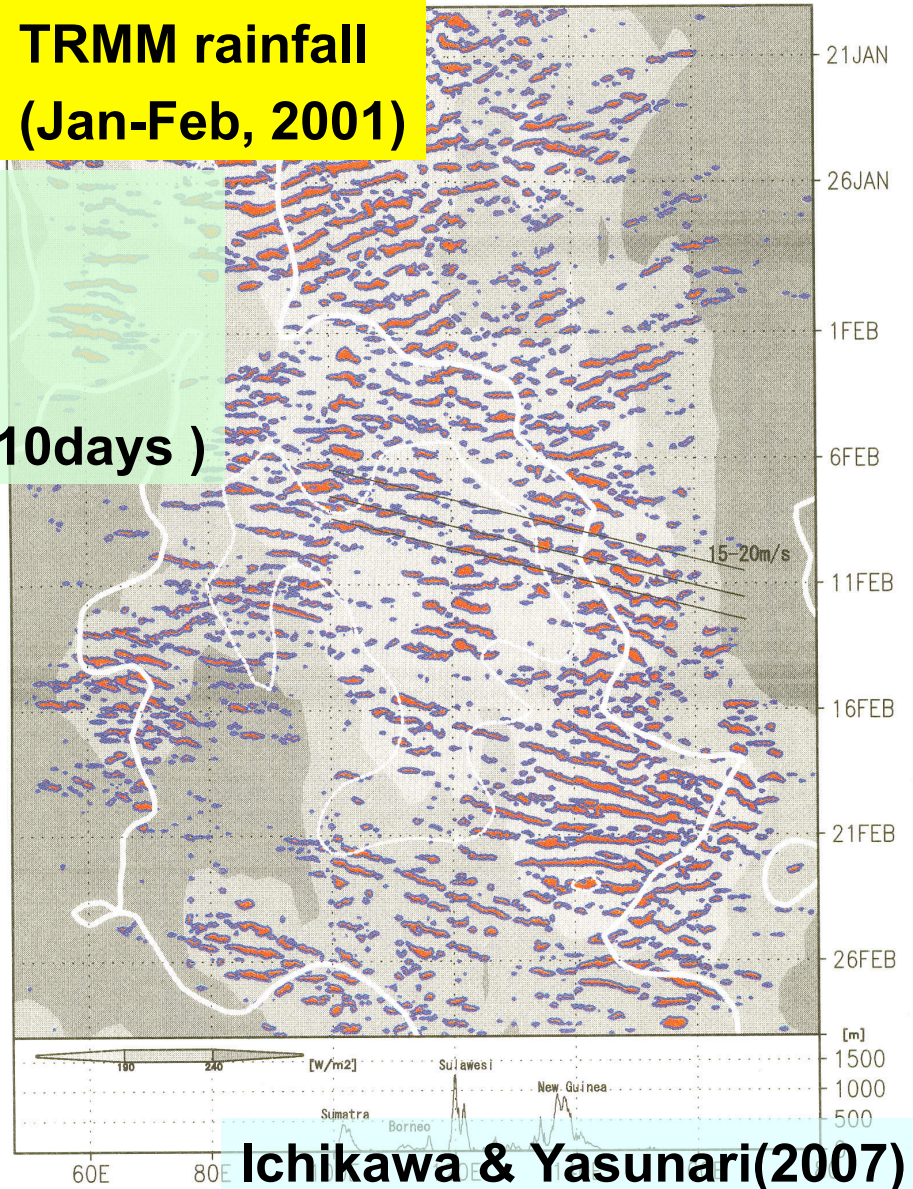 TRMM rainfall
(Jan-Feb, 2001)
21JAN
26JAN
1FEB
10days )
6FEB
15-20m/s
11FEB
16FEB
21FEB
26FEB
[m]
190 240 [W/m2] Sulawesi 1500
New Guinea 1000
Sumatra 500
Borneo
60E 80E
Ichikawa & Yasunari(2007)